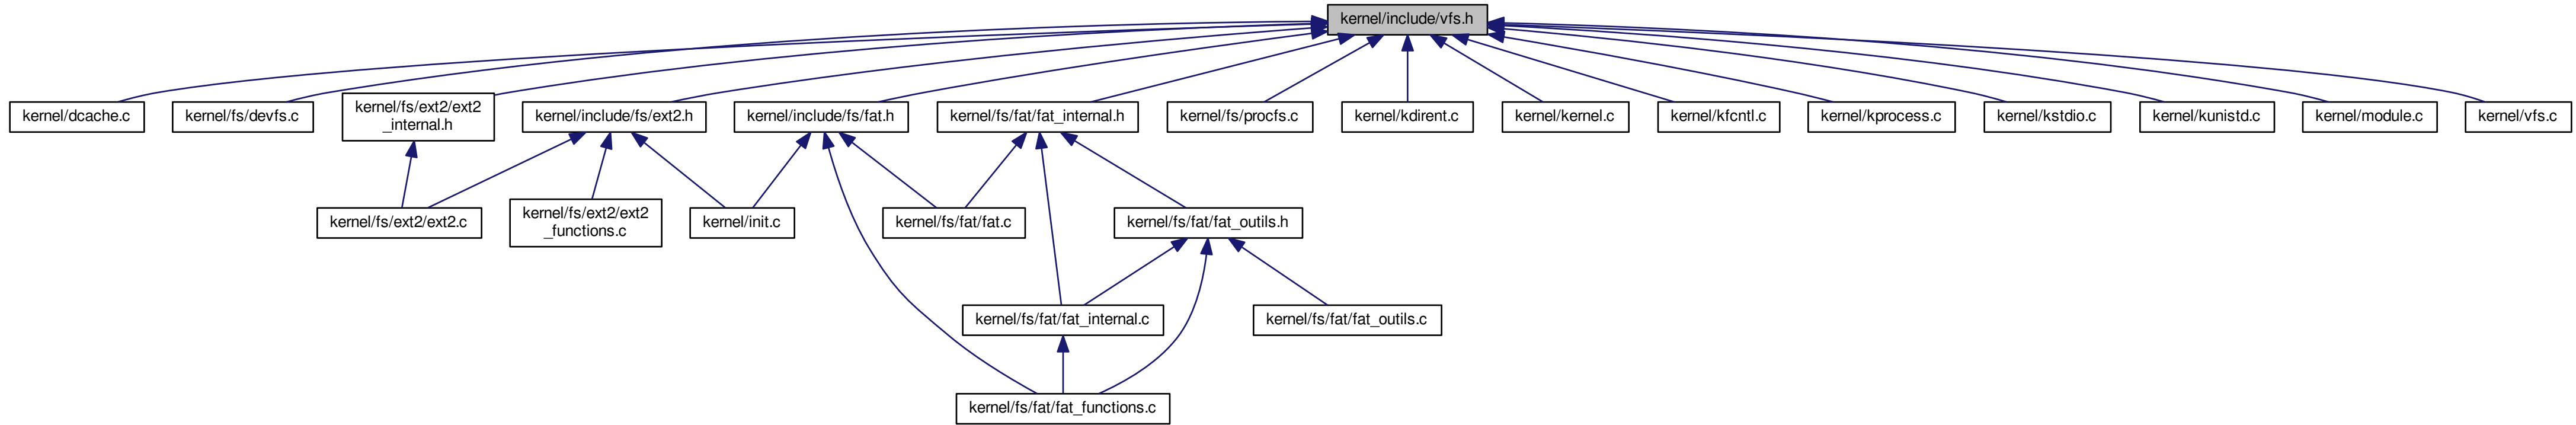 kernel/include/vfs.h
kernel/dcache.c
kernel/fs/devfs.c
kernel/fs/ext2/ext2
_internal.h
kernel/include/fs/ext2.h
kernel/include/fs/fat.h
kernel/fs/fat/fat_internal.h
kernel/fs/procfs.c
kernel/kdirent.c
kernel/kernel.c
kernel/kfcntl.c
kernel/kprocess.c
kernel/kstdio.c
kernel/kunistd.c
kernel/module.c
kernel/vfs.c
kernel/fs/ext2/ext2.c
kernel/fs/ext2/ext2
_functions.c
kernel/init.c
kernel/fs/fat/fat.c
kernel/fs/fat/fat_outils.h
kernel/fs/fat/fat_internal.c
kernel/fs/fat/fat_outils.c
kernel/fs/fat/fat_functions.c